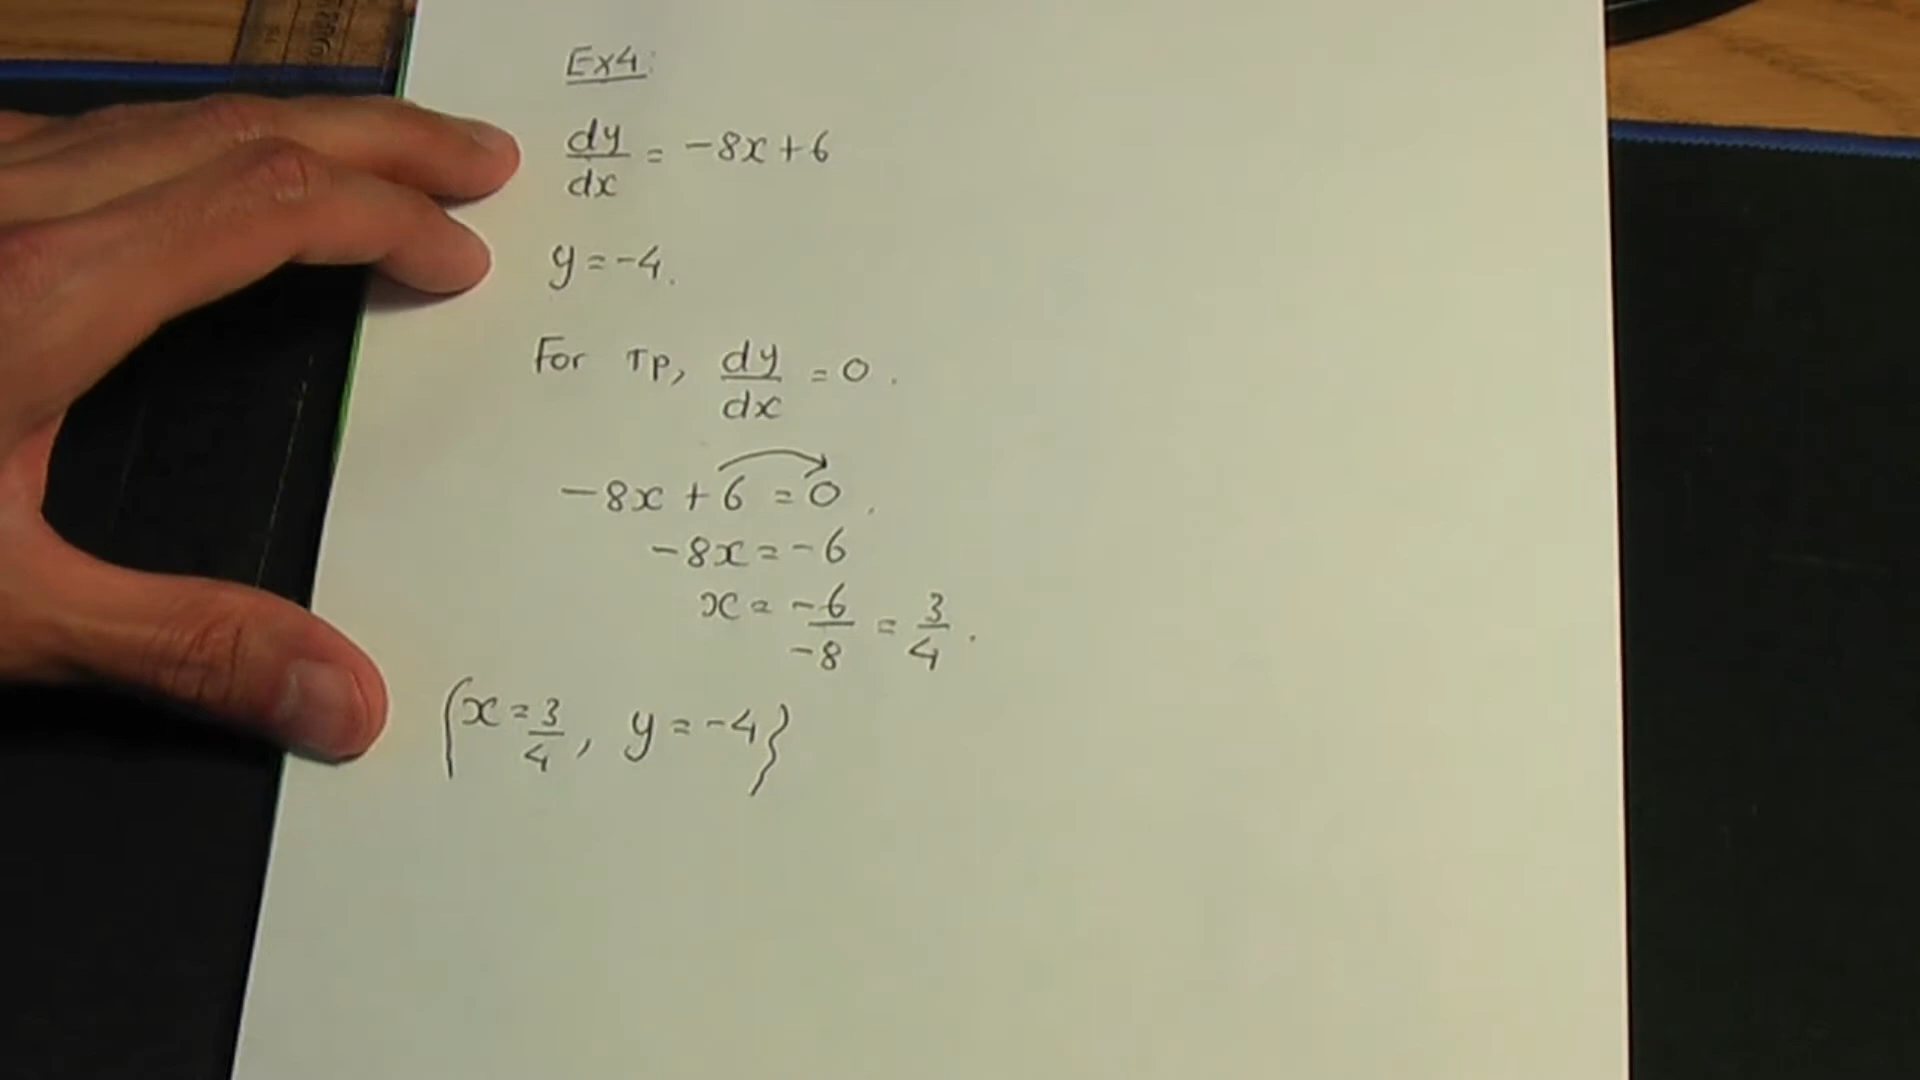 Ex4:
dy/dx = -8x + 6
y = -4.
For TP, dy/dx = 0.
-8x + 6 = 0.
-8x = -6
x = -6/-8 = 3/4.
{x = 3/4, y = -4}